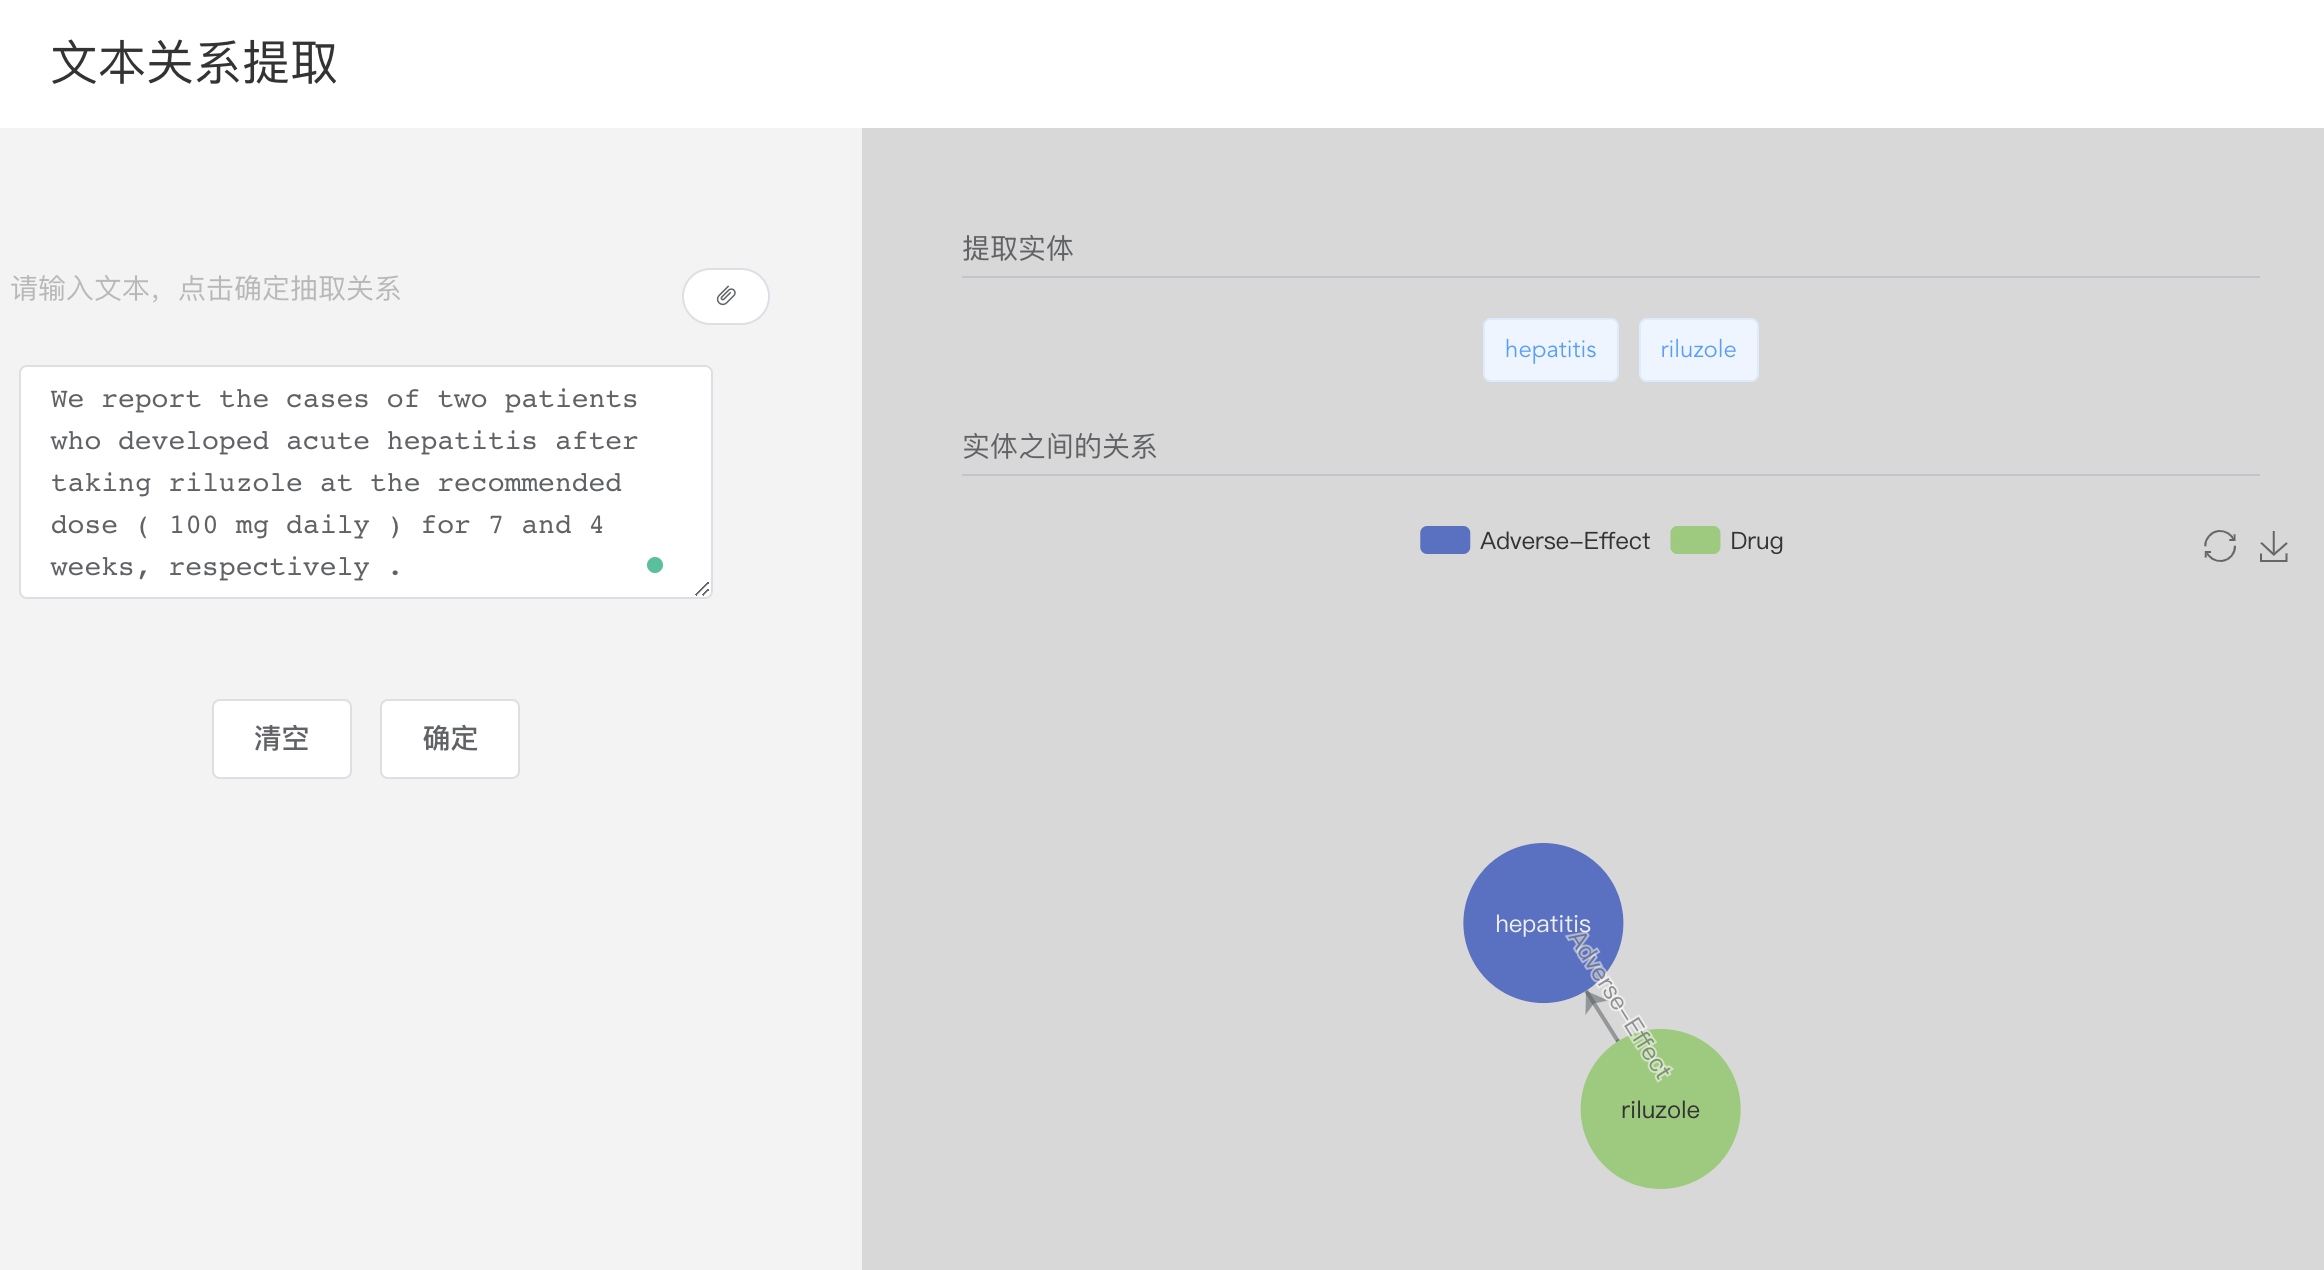 文本关系提取
请输入文本，点击确定抽取关系
We report the cases of two patients
who developed acute hepatitis after
taking riluzole at the recommended
dose ( 100 mg daily ) for 7 and 4
weeks, respectively .
清空 确定
提取实体
hepatitis riluzole
实体之间的关系
Adverse-Effect Drug
hepatitis
Adverse-Effect
riluzole